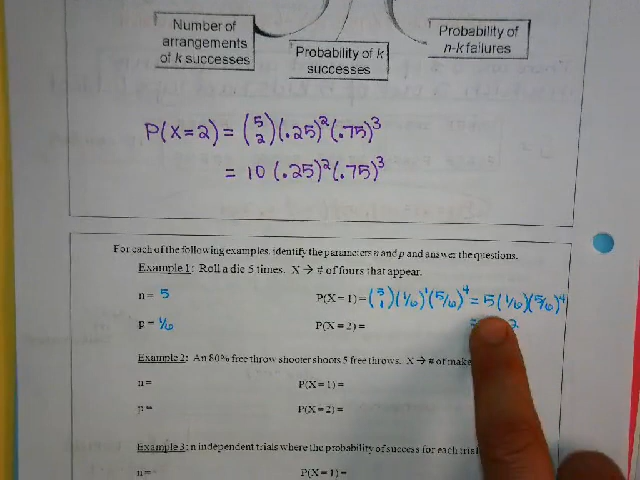 Number of
arrangements
of k successes
Probability of k
successes
Probability of
n-k failures
P(X=2) = (5 2)(.25)²(.75)³
= 10 (.25)²(.75)³
For each of the following examples, identify the parameters n and p and answer the questions.
Example 1: Roll a die 5 times. X → # of fours that appear.
n = 5
P(X = 1) = (5 1)(1/6)¹(5/6)⁴ = 5(1/6)(5/6)⁴
p = 1/6
P(X = 2) =
Example 2: An 80% free throw shooter shoots 5 free throws. X → # of make
n =
P(X = 1) =
p =
P(X = 2) =
Example 3: n independent trials where the probability of success for each
n =
P(X = 1) =